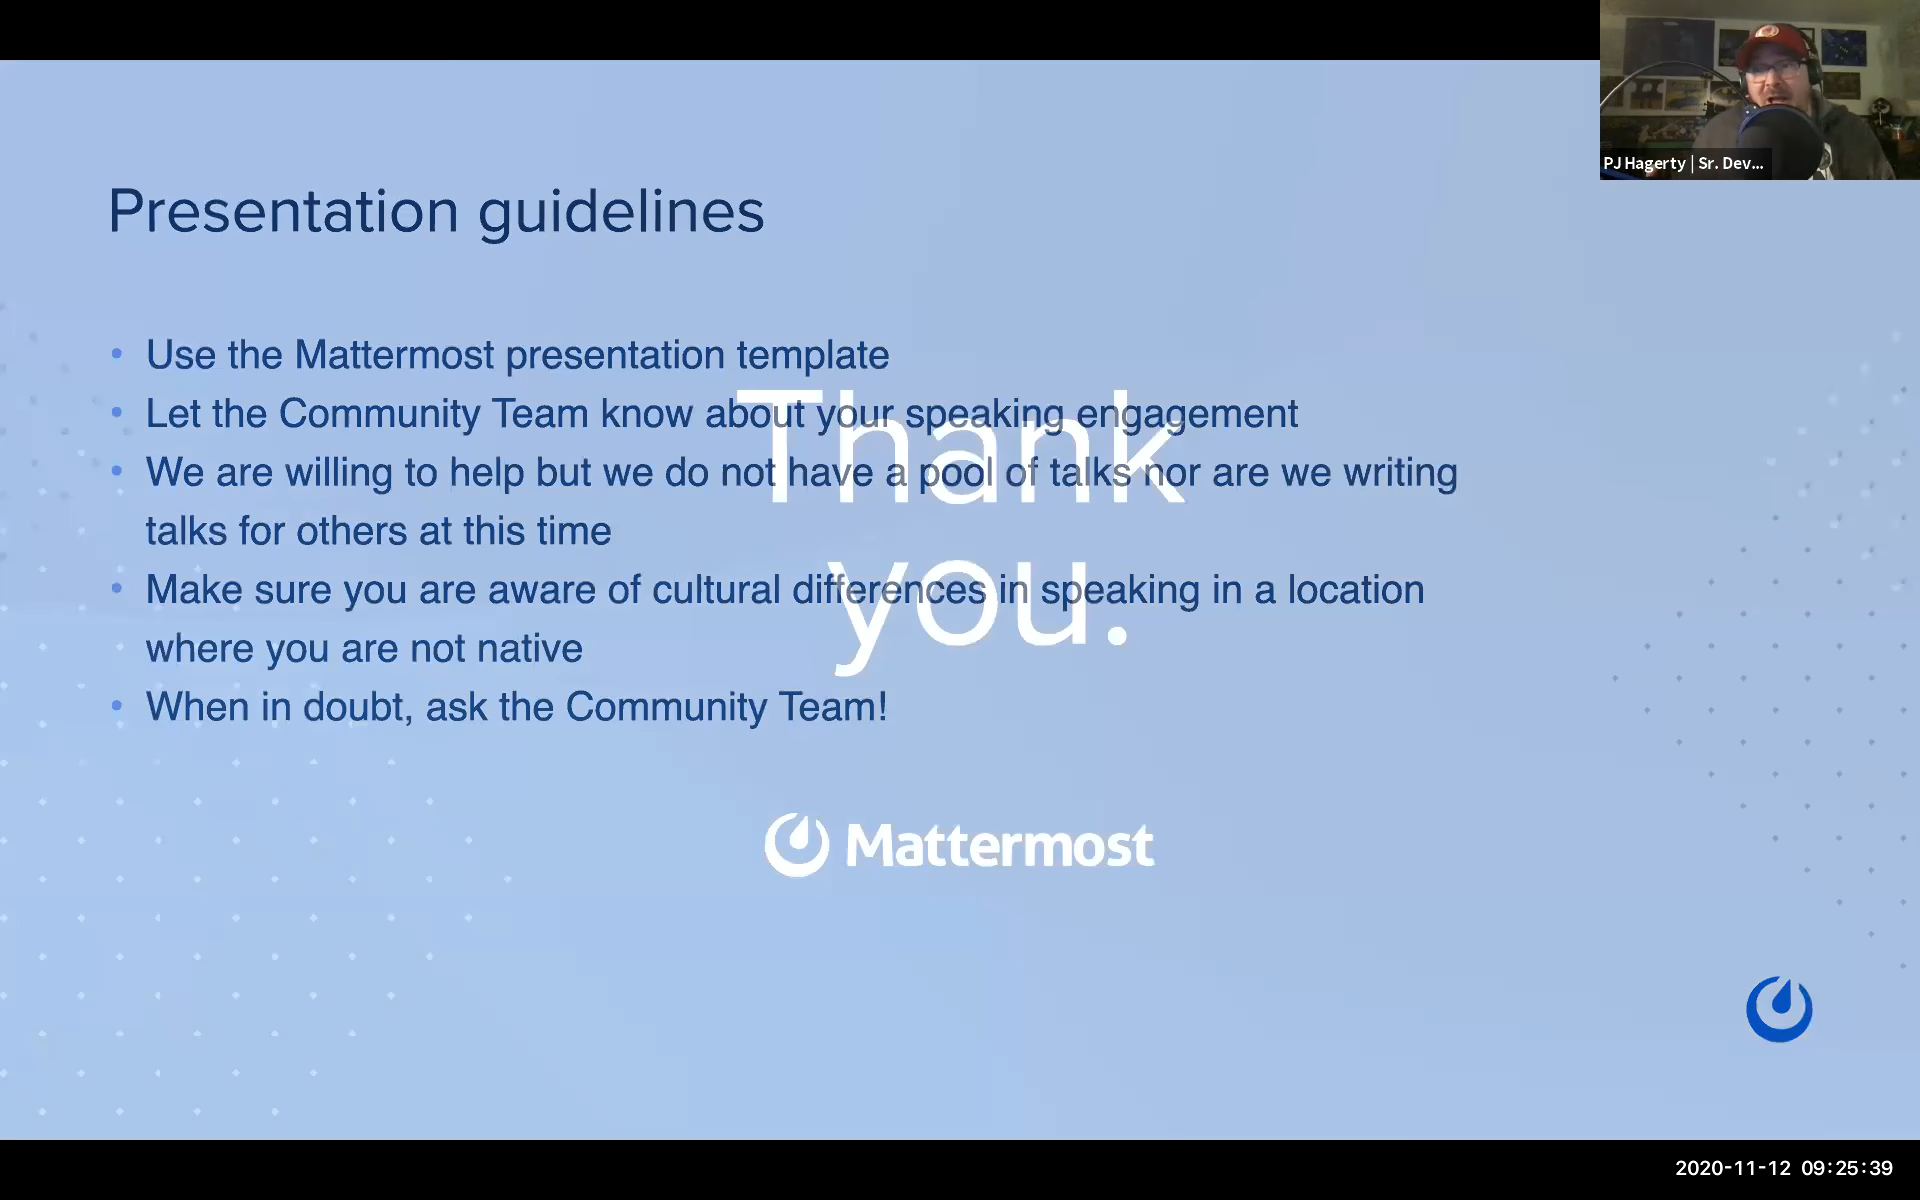 PJ Hagerty | Sr. Dev...
Presentation guidelines
• Use the Mattermost presentation template
• Let the Community Team know about your speaking engagement
• We are willing to help but we do not have a pool of talks nor are we writing
talks for others at this time
• Make sure you are aware of cultural differences in speaking in a location
where you are not native
• When in doubt, ask the Community Team!
Thank
you.
Mattermost
2020-11-12 09:25:39